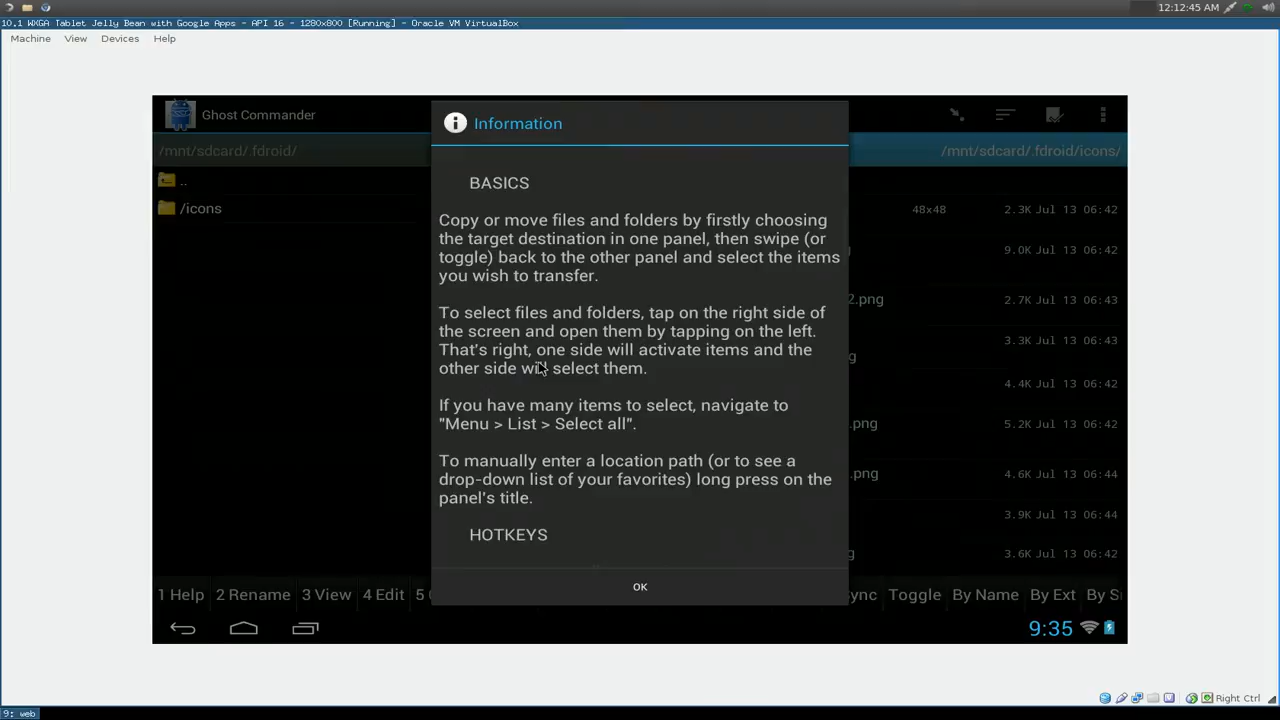 12:12:45 AM
10.1 WXGA Tablet Jelly Bean with Google Apps - API 16 - 1280x800 [Running] - Oracle VM VirtualBox
Machine View Devices Help
Ghost Commander
/mnt/sdcard/.fdroid/
/mnt/sdcard/.fdroid/icons/
..
/icons
Information
BASICS
Copy or move files and folders by firstly choosing
the target destination in one panel, then swipe (or
toggle) back to the other panel and select the items
you wish to transfer.
To select files and folders, tap on the right side of
the screen and open them by tapping on the left.
That's right, one side will activate items and the
other side will select them.
If you have many items to select, navigate to
"Menu > List > Select all".
To manually enter a location path (or to see a
drop-down list of your favorites) long press on the
panel's title.
HOTKEYS
OK
48x48 2.3K Jul 13 06:42
9.0K Jul 13 06:42
2.png 2.7K Jul 13 06:43
g 3.3K Jul 13 06:43
4.4K Jul 13 06:42
.png 5.2K Jul 13 06:42
.png 4.6K Jul 13 06:42
3.9K Jul 13 06:44
g 3.6K Jul 13 06:42
1 Help 2 Rename 3 View 4 Edit 5 Sync Toggle By Name By Ext By S
9:35
Right Ctrl
9: web